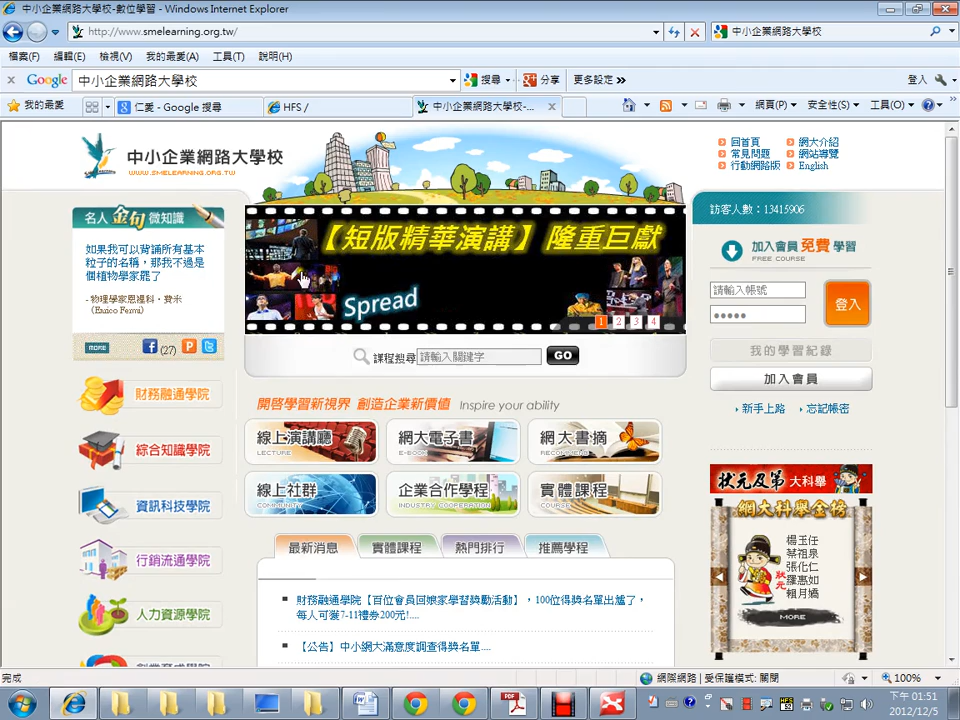 中小企業網路大學校-數位學習 - Windows Internet Explorer
http://www.smelearning.org.tw/
中小企業網路大學校
檔案(F) 編輯(E) 檢視(V) 我的最愛(A) 工具(T) 說明(H)
Google 中小企業網路大學校 搜尋 分享 更多設定 » 登入
我的最愛 仁愛 - Google 搜尋 HFS / 中小企業網路大學校-... 網頁(P) 安全性(S) 工具(O)
中小企業網路大學校
WWW.SMELEARNING.ORG.TW
回首頁 網大介紹
常見問題 網站導覽
行動網路版 English
名人金句微知識
如果我可以背誦所有基本
粒子的名稱，那我不過是
個植物學家罷了
- 物理學家恩禮科‧費米
(Enrico Fermi)
MORE (27)
【短版精華演講】 隆重巨獻
Spread
1 2 3 4
課程搜尋 請輸入關鍵字 GO
訪客人數：13415906
加入會員 免費 學習
FREE COURSE
請輸入帳號
登入
我的學習紀錄
加入會員
新手上路 忘記帳密
財務融通學院
綜合知識學院
資訊科技學院
行銷流通學院
人力資源學院
開啓學習新視界 創造企業新價值 Inspire your ability
線上演講廳 網大電子書 網大書摘
LECTURE E-BOOK RECOMMEND
線上社群 企業合作學程 實體課程
COMMUNITY INDUSTRY COOPERATION COURSE
最新消息 實體課程 熱門排行 推薦學程
財務融通學院【百位會員回娘家學習獎勵活動】，100位得獎名單出爐了，
每人可獲7-11禮券200元!....
【公告】中小網大滿意度調查得獎名單....
狀元及第 大科舉
網大科舉金榜
楊玉任
蔡祖泉
張化仁
羅惠如
粗月嬌
狀元
MORE
完成 網際網路 | 受保護模式: 關閉 100%
下午 01:51
2012/12/5